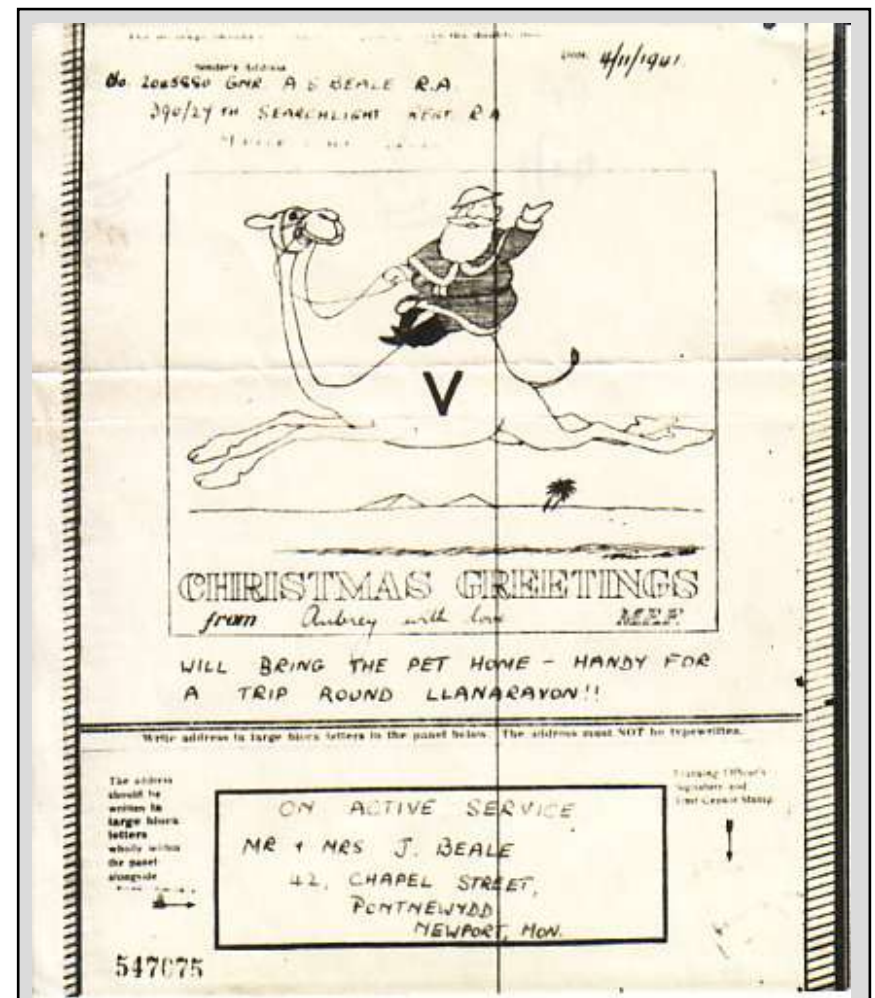 Sender's Address
DATE 4/11/1941
No. 2065990 GNR A S BEALE R.A.
390/27TH SEARCHLIGHT REGT. R.A
V
CHRISTMAS GREETINGS
from Aubrey with love M.E.F.
WILL BRING THE PET HOME – HANDY FOR
A TRIP ROUND LLANARAVON!!
Write address in large block letters in the panel below. The address must NOT be typewritten.
The address
should be
written in
large block
letters
wholly within
the panel
alongside
Signature and
Unit Censor Stamp
ON ACTIVE SERVICE
MR + MRS J. BEALE
42, CHAPEL STREET,
PONTNEWYDD
NEWPORT, MON.
547075